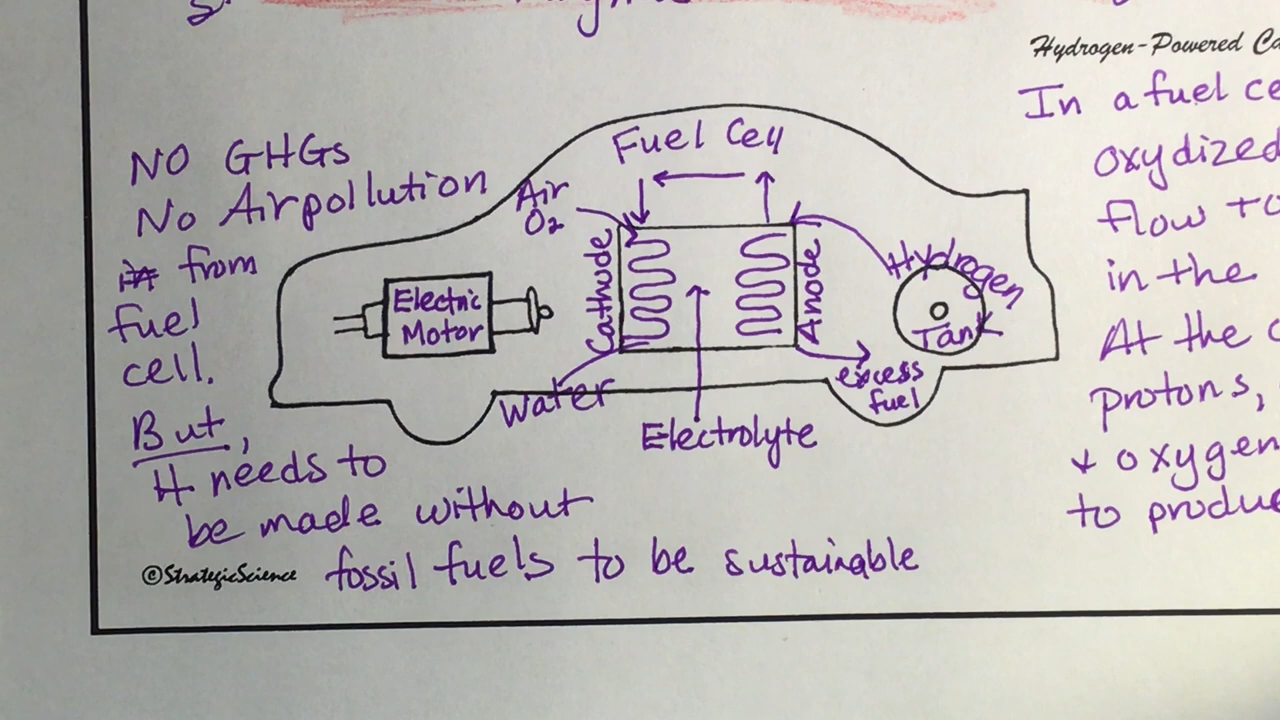 Hydrogen-Powered Ca
NO GHGs
No Airpollution
from
fuel
cell.
But,
H needs to
be made without
fossil fuels to be sustainable
Fuel Cell
Air
O₂
Cathode
Anode
Electric
Motor
Hydrogen
Tank
Water
excess
fuel
Electrolyte
In a fuel ce
oxydized
flow to
in the
At the c
protons,
+ oxygen
to produ
©StrategicScience